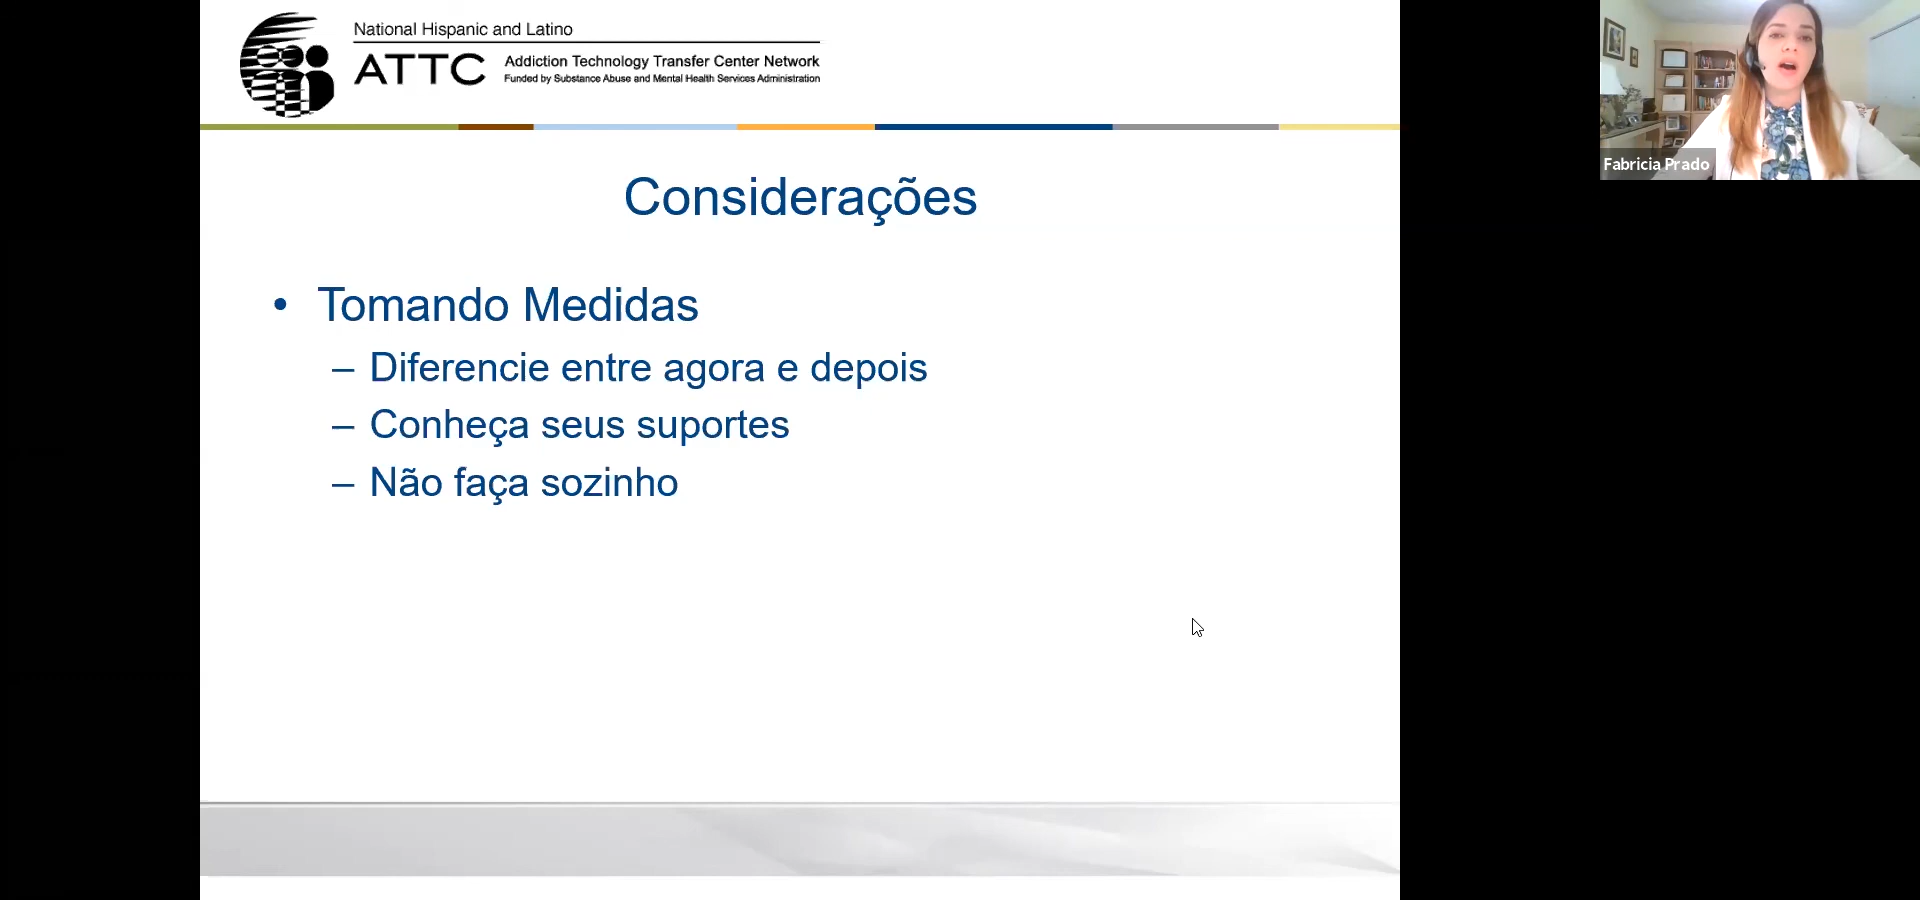 National Hispanic and Latino
ATTC
Addiction Technology Transfer Center Network
Funded by Substance Abuse and Mental Health Services Administration
Fabricia Prado
Considerações
• Tomando Medidas
– Diferencie entre agora e depois
– Conheça seus suportes
– Não faça sozinho